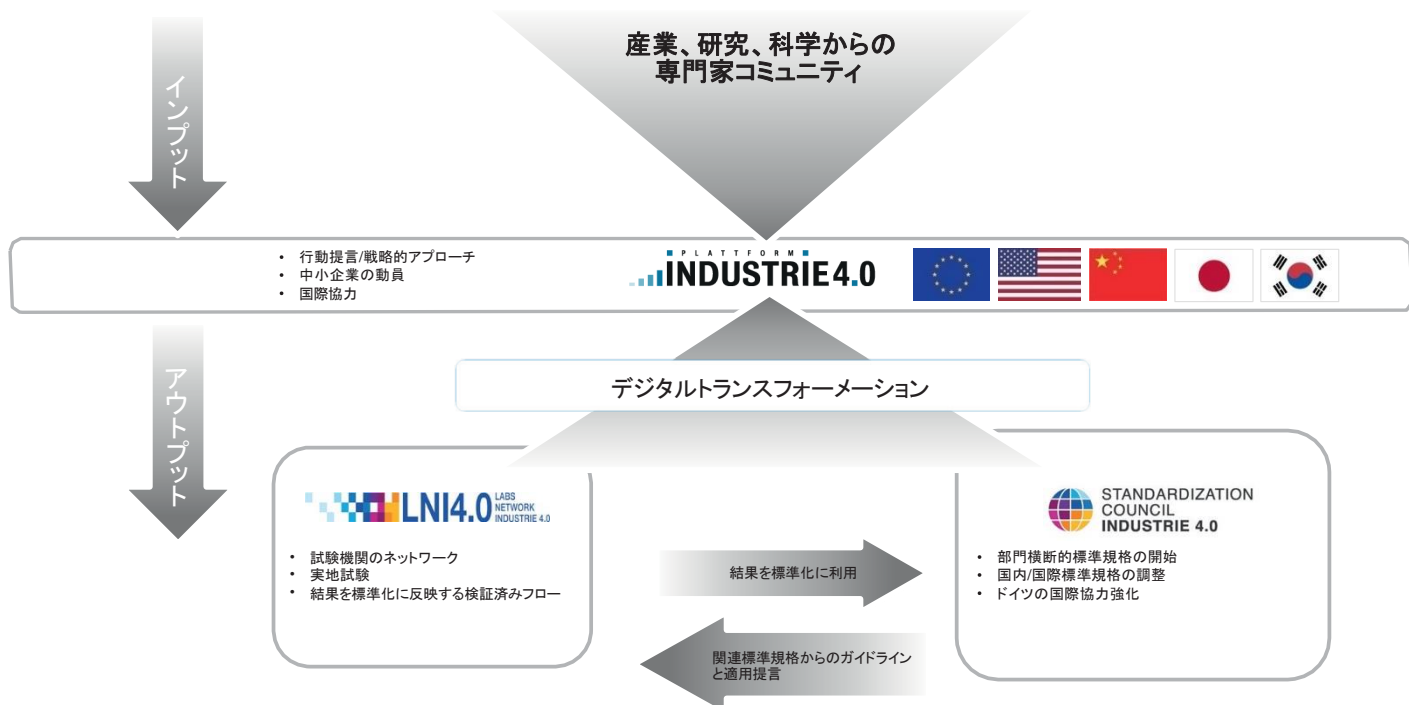 産業、研究、科学からの
専門家コミュニティ
インプット
• 行動提言/戦略的アプローチ
• 中小企業の動員
• 国際協力
PLATTFORM
INDUSTRIE4.0
デジタルトランスフォーメーション
アウトプット
LNI4.0
LABS
NETWORK
INDUSTRIE 4.0
• 試験機関のネットワーク
• 実地試験
• 結果を標準化に反映する検証済みフロー
結果を標準化に利用
関連標準規格からのガイドライン
と適用提言
STANDARDIZATION
COUNCIL
INDUSTRIE 4.0
• 部門横断的標準規格の開始
• 国内/国際標準規格の調整
• ドイツの国際協力強化